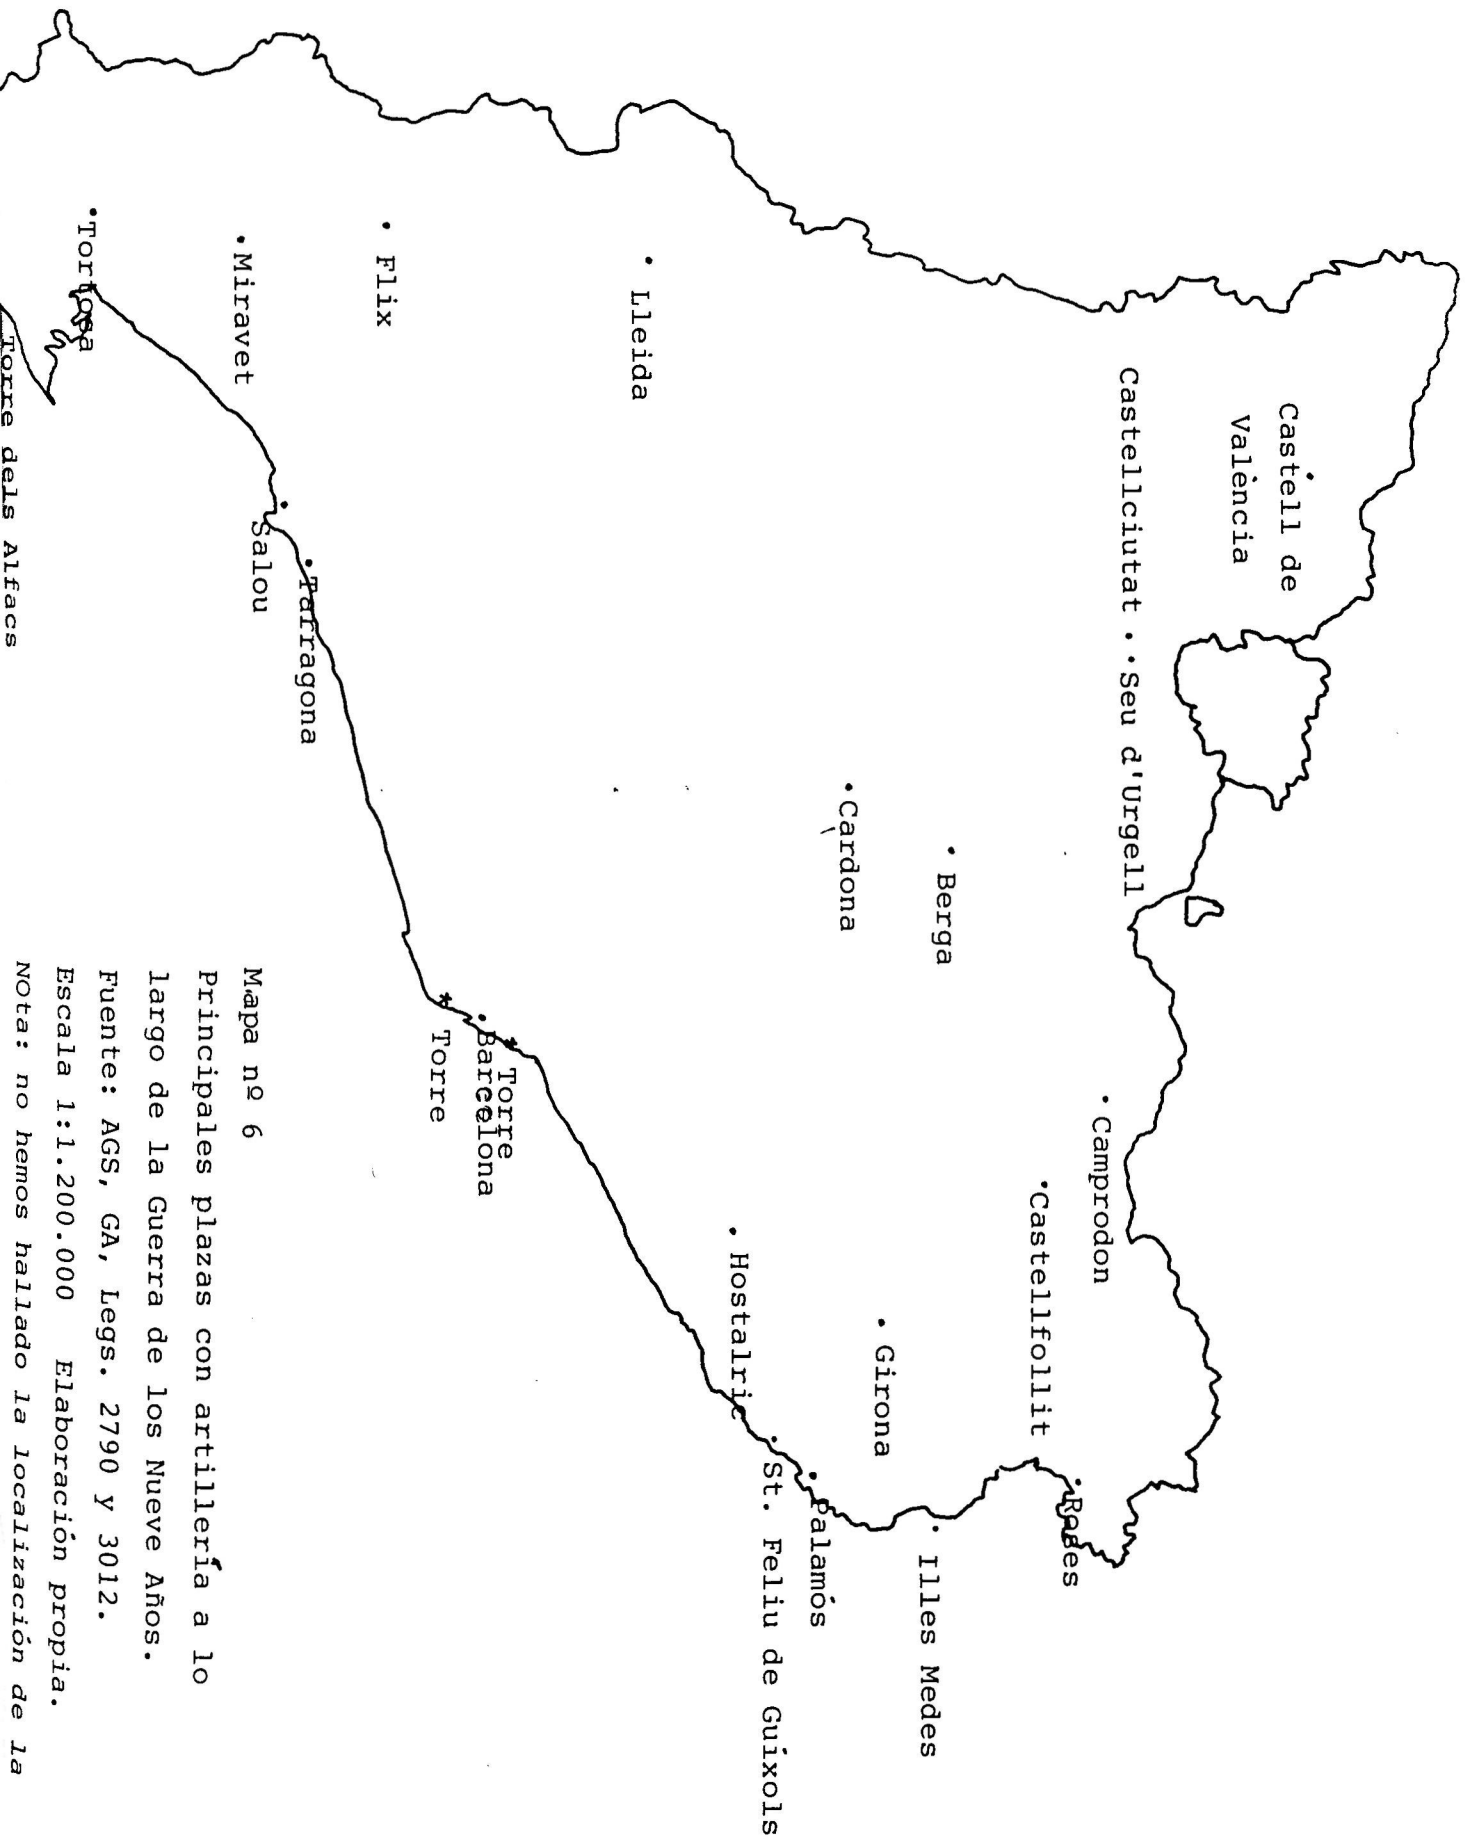 Castell de
València
Castellciutat
Seu d'Urgell
Camprodon
Roses
Castellfollit
Berga
Illes Medes
Girona
Cardona
Palamós
St. Feliu de Guíxols
Hostalric
Lleida
Torre
Barcelona
Torre
Flix
Tarragona
Salou
Miravet
Tortosa
Torre dels Alfacs
Mapa nº 6
Principales plazas con artillería a lo
largo de la Guerra de los Nueve Años.
Fuente: AGS, GA, Legs. 2790 y 3012.
Escala 1:1.200.000 Elaboración propia.
Nota: no hemos hallado la localización de la